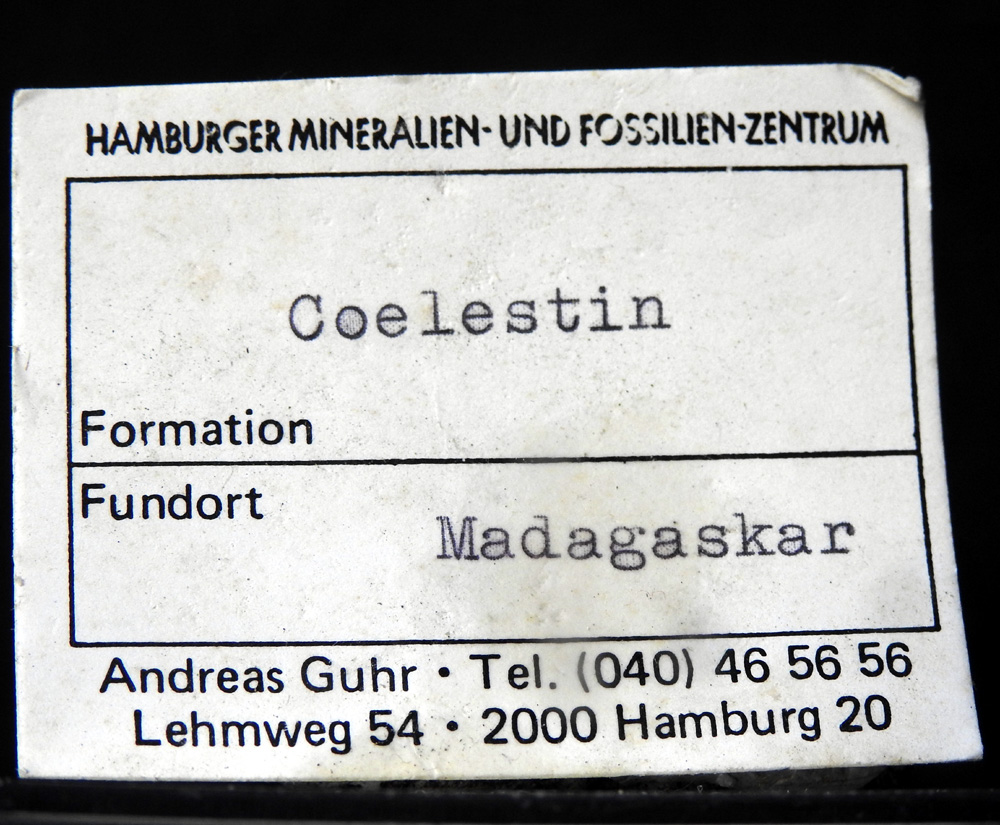 HAMBURGER MINERALIEN- UND FOSSILIEN-ZENTRUM
Coelestin
Formation
Fundort
Madagaskar
Andreas Guhr • Tel. (040) 46 56 56
Lehmweg 54 • 2000 Hamburg 20